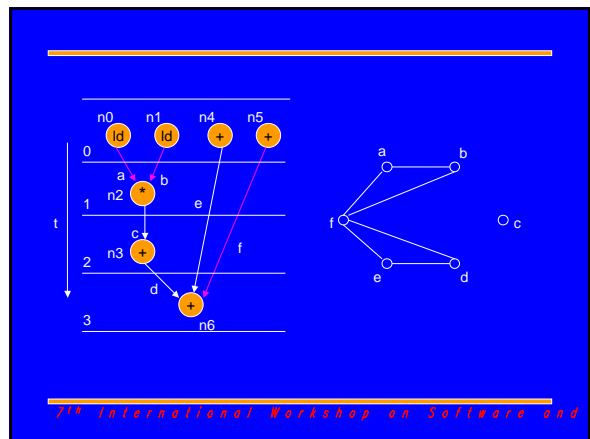 n0 n1 n4 n5
ld ld + +
0
a b
n2 *
1
e
t
c
f
n3 +
2
d
+
3
n6
a b
f
c
e d
7th International Workshop on Software and